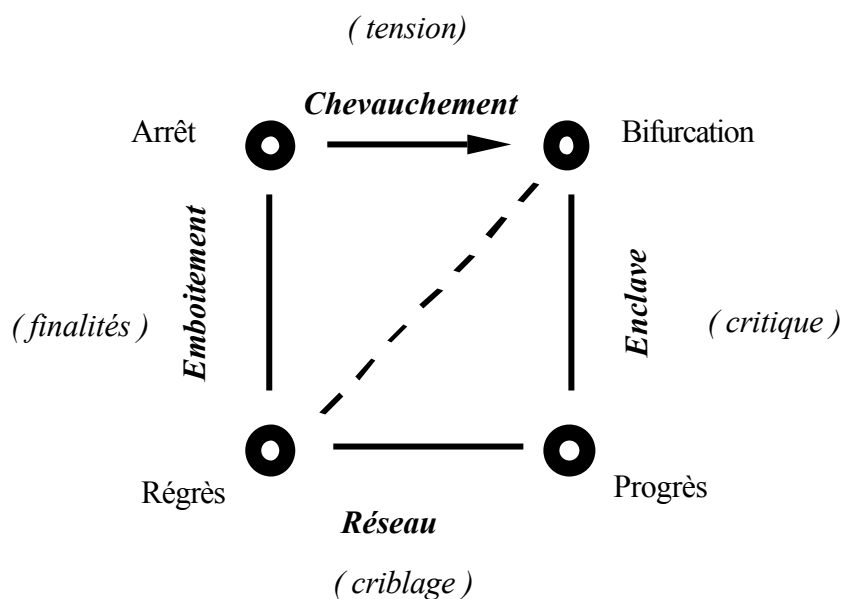 ( tension)
Chevauchement
Arrêt
Bifurcation
Emboitement
Enclave
( finalités )
( critique )
Régrès
Progrès
Réseau
( criblage )